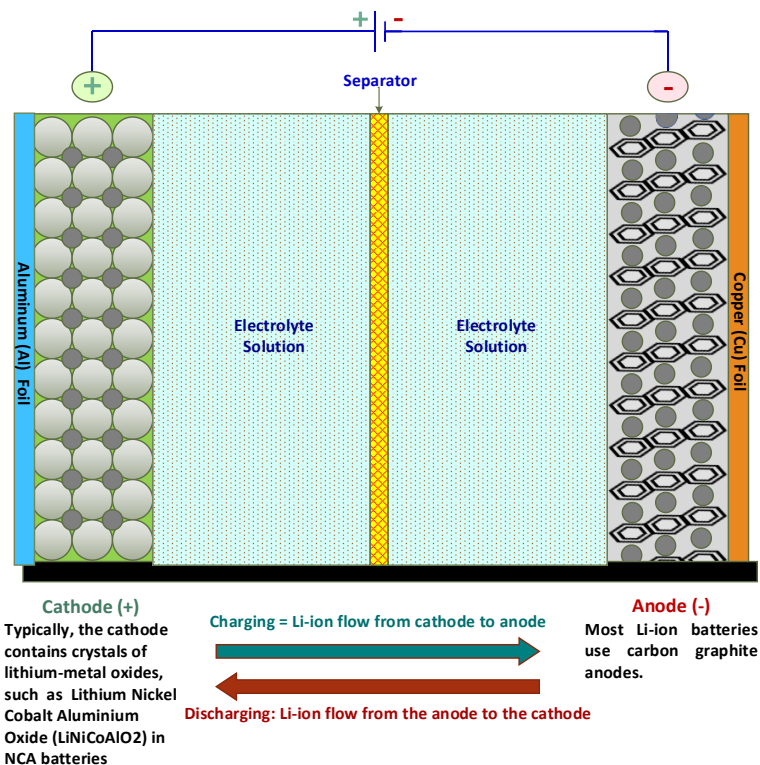 + -
+
-
Separator
Aluminum (Al) Foil
Electrolyte
Solution
Electrolyte
Solution
Copper (Cu) Foil
Cathode (+)
Typically, the cathode
contains crystals of
lithium-metal oxides,
such as Lithium Nickel
Cobalt Aluminium
Oxide (LiNiCoAlO2) in
NCA batteries
Charging = Li-ion flow from cathode to anode
Discharging: Li-ion flow from the anode to the cathode
Anode (-)
Most Li-ion batteries
use carbon graphite
anodes.